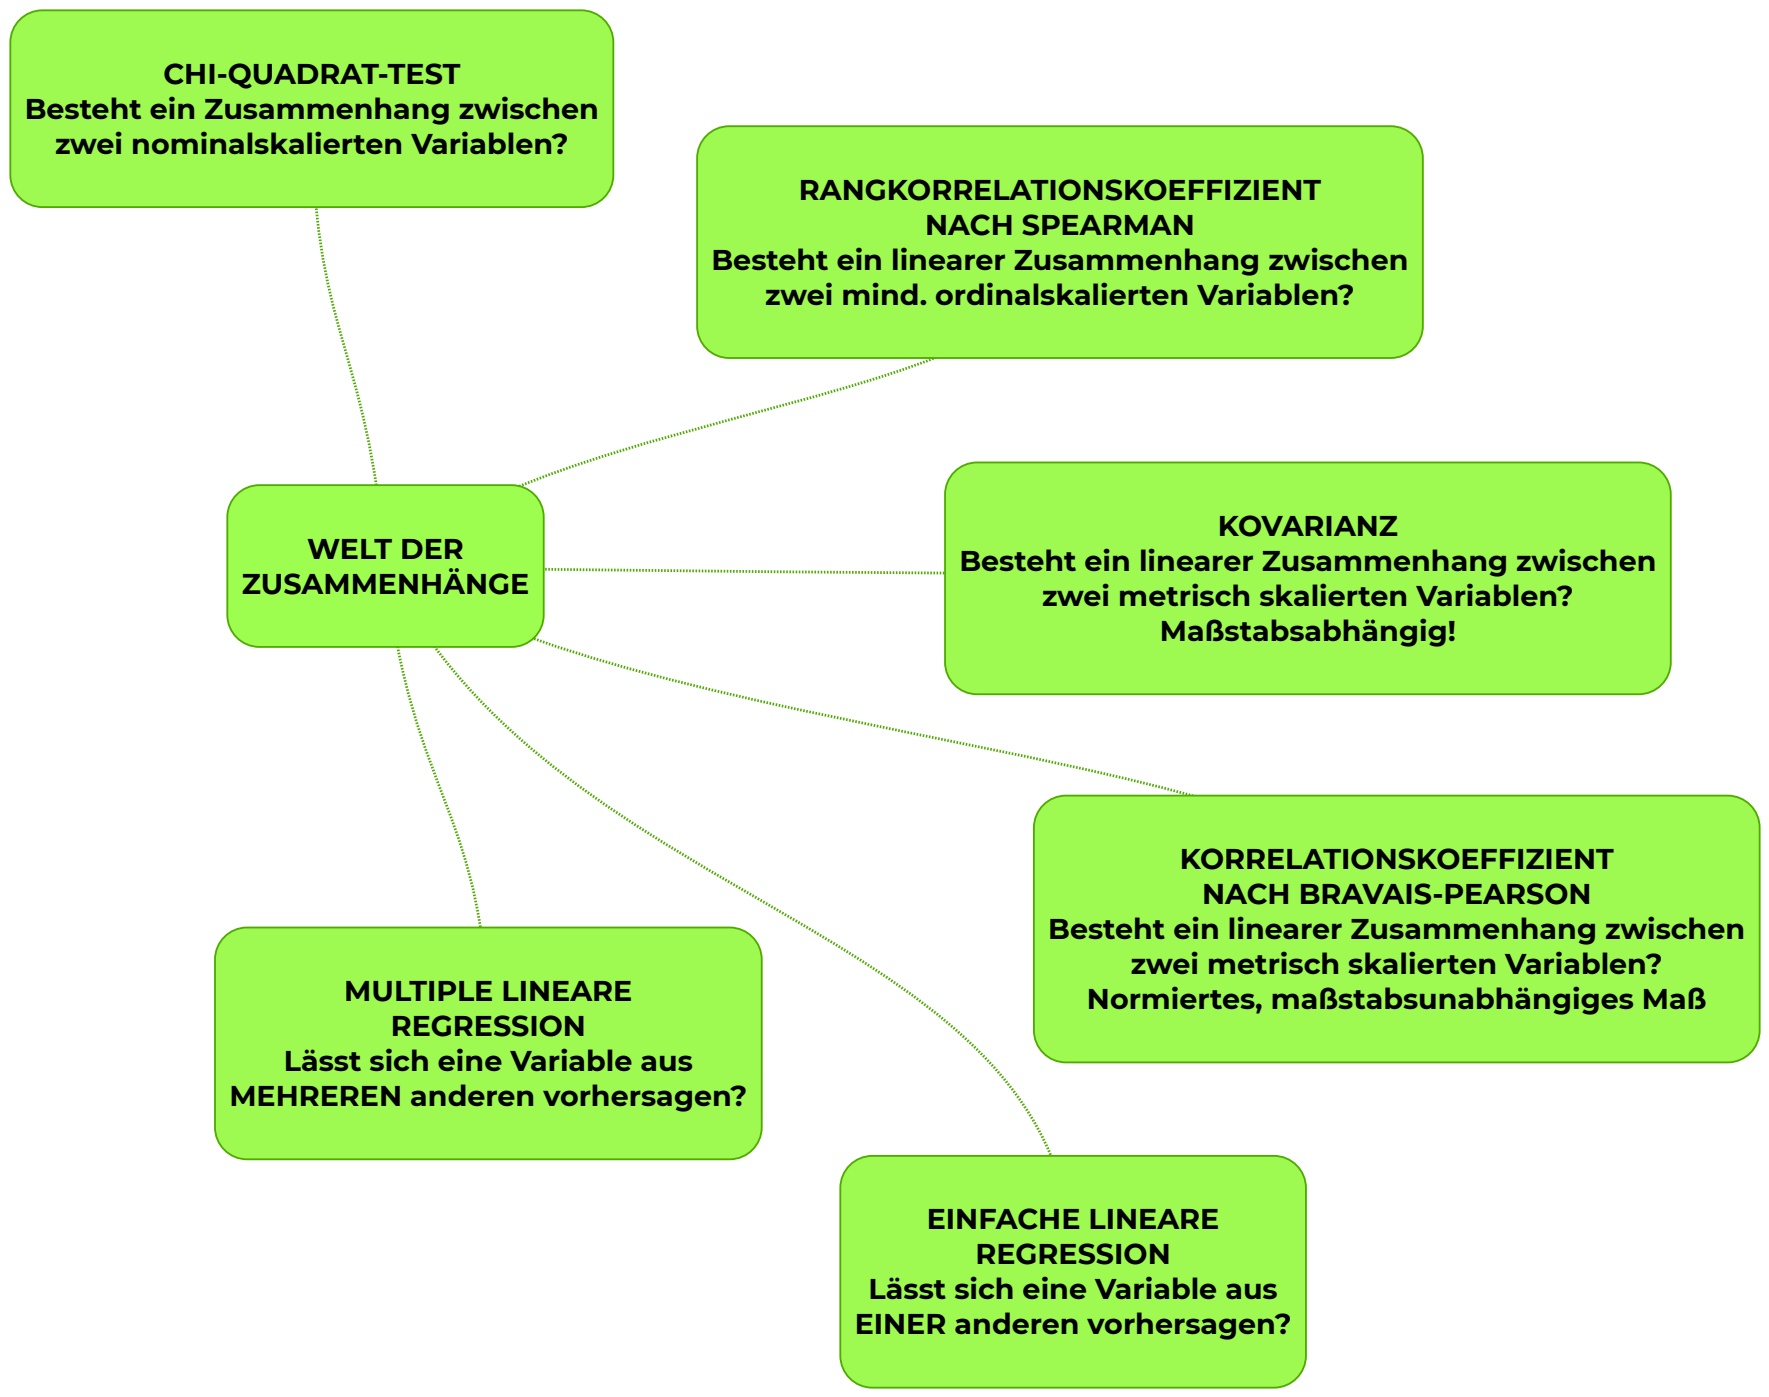 CHI-QUADRAT-TEST
Besteht ein Zusammenhang zwischen
zwei nominalskalierten Variablen?
RANGKORRELATIONSKOEFFIZIENT
NACH SPEARMAN
Besteht ein linearer Zusammenhang zwischen
zwei mind. ordinalskalierten Variablen?
WELT DER
ZUSAMMENHÄNGE
KOVARIANZ
Besteht ein linearer Zusammenhang zwischen
zwei metrisch skalierten Variablen?
Maßstabsabhängig!
KORRELATIONSKOEFFIZIENT
NACH BRAVAIS-PEARSON
Besteht ein linearer Zusammenhang zwischen
zwei metrisch skalierten Variablen?
Normiertes, maßstabsunabhängiges Maß
MULTIPLE LINEARE
REGRESSION
Lässt sich eine Variable aus
MEHREREN anderen vorhersagen?
EINFACHE LINEARE
REGRESSION
Lässt sich eine Variable aus
EINER anderen vorhersagen?